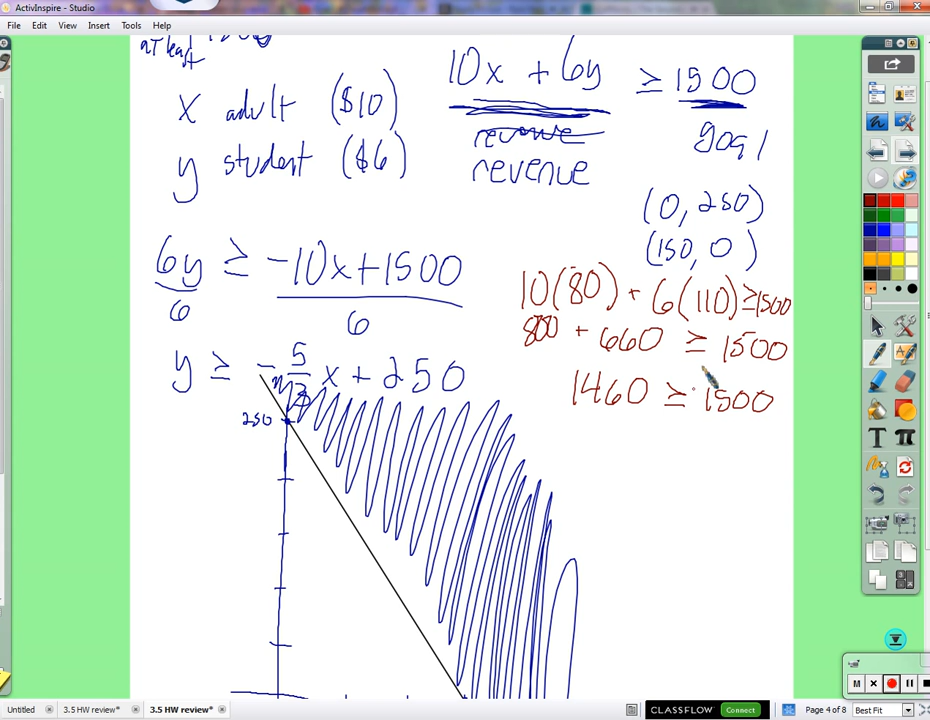 ActivInspire - Studio
File Edit View Insert Tools Help
at least
10x + 6y ≥ 1500
x adult ($10)
revenue
goal
y student ($6)
revenue
(0, 250)
(150, 0)
6y ≥ -10x+1500
6 6
10(80) + 6(110) ≥1500
800 + 660 ≥ 1500
y ≥ -5/3 x + 250
1460 ≥ 1500
250
Untitled 3.5 HW review* 3.5 HW review* CLASSFLOW Connect Page 4 of 8 Best Fit
M